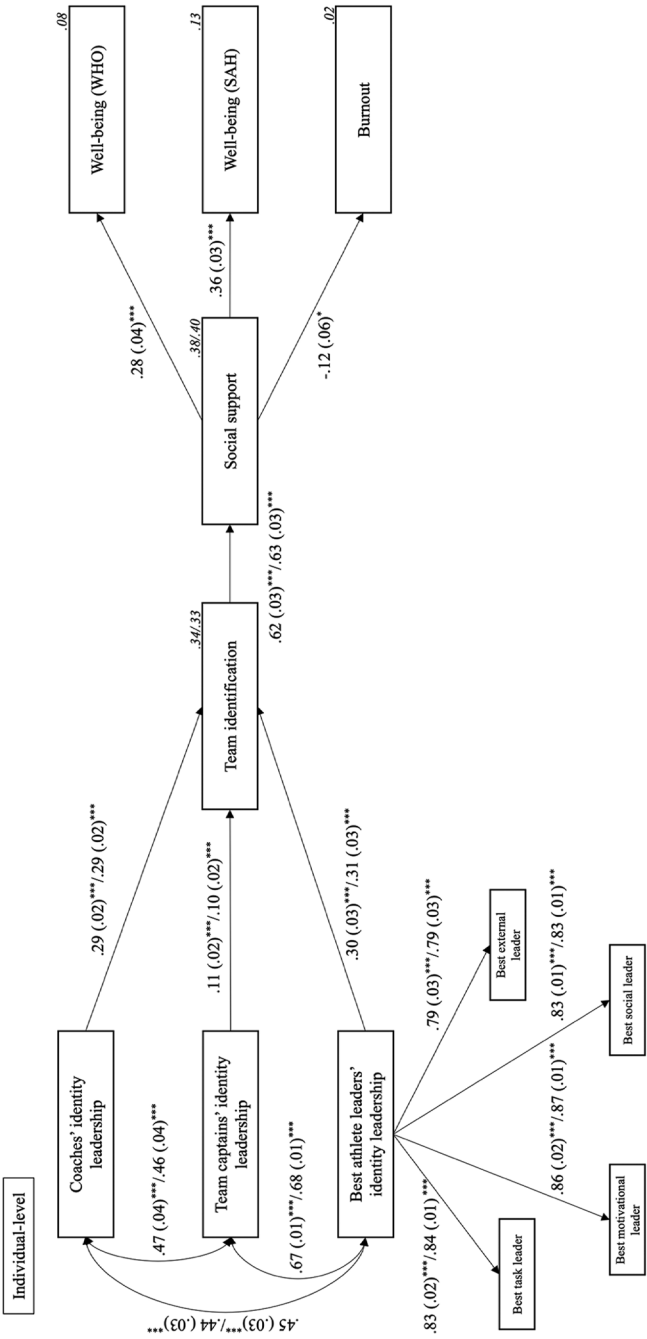 Individual-level
Coaches’ identity
leadership
Team captains’ identity
leadership
Best athlete leaders’
identity leadership
.47 (.04)***/.46 (.04)***
.67 (.01)***/.68 (.01)***
.45 (.03)***/.44 (.03)***
Best task leader
Best motivational
leader
Best social leader
Best external
leader
.83 (.02)***/.84 (.01) ***
.86 (.02)***/.87 (.01)***
.83 (.01)***/.83 (.01)***
.79 (.03)***/.79 (.03)***
.29 (.02)***/.29 (.02)***
.11 (.02)***/.10 (.02)***
.30 (.03)***/.31 (.03)***
.34/.33
Team identification
.62 (.03)***/.63 (.03)***
.38/.40
Social support
.28 (.04)***
.36 (.03)***
-.12 (.06)*
.08
Well-being (WHO)
.13
Well-being (SAH)
.02
Burnout